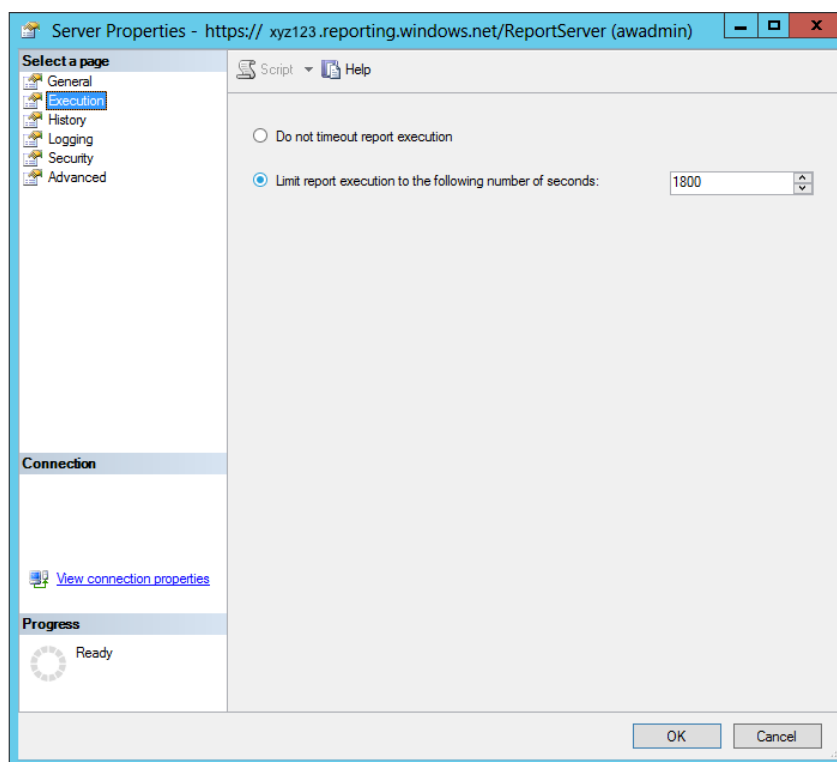 Server Properties - https:// xyz123.reporting.windows.net/ReportServer (awadmin)
Select a page
General
Execution
History
Logging
Security
Advanced
Script
Help
Do not timeout report execution
Limit report execution to the following number of seconds:
1800
Connection
View connection properties
Progress
Ready
OK
Cancel